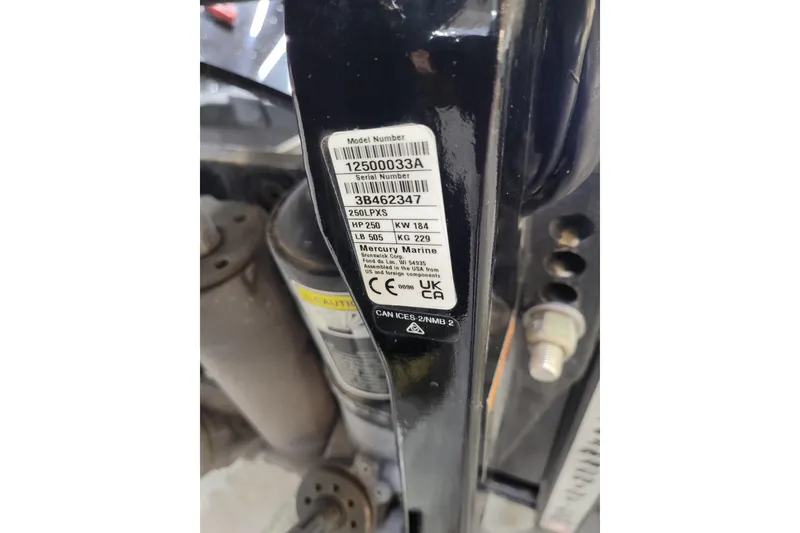 Model Number
12500033A
Serial Number
3B462347
250LPXS
HP 250 KW 184
LB 505 KG 229
Mercury Marine
Brunswick Corp.
Fond du Lac, WI 54935
Assembled in the USA from
US and foreign components
CE 0098 UK
CA
CAN ICES-2/NMB 2
CAUTION